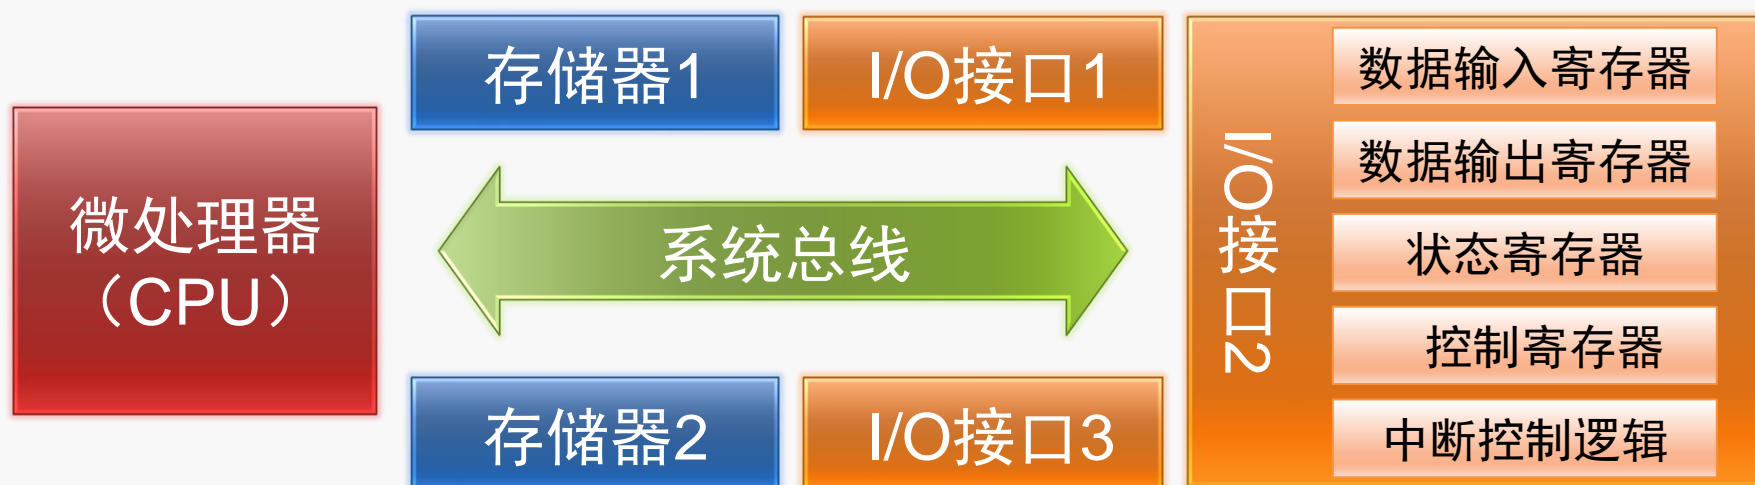 微处理器
（CPU）
存储器1
I/O接口1
系统总线
存储器2
I/O接口3
I/O接口2
数据输入寄存器
数据输出寄存器
状态寄存器
控制寄存器
中断控制逻辑